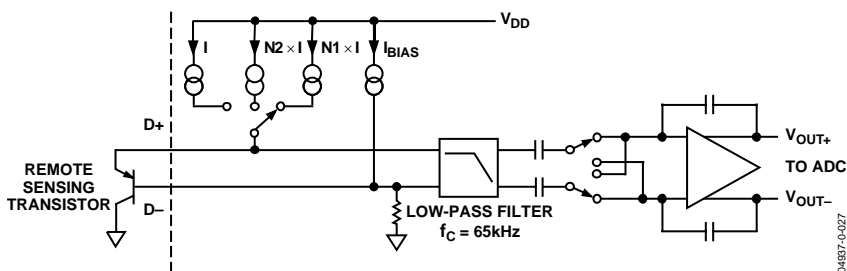 V_DD
I N2 × I N1 × I I_BIAS
D+
REMOTE
SENSING
TRANSISTOR
D–
LOW-PASS FILTER
f_C = 65kHz
V_OUT+
TO ADC
V_OUT–
04937-0-027